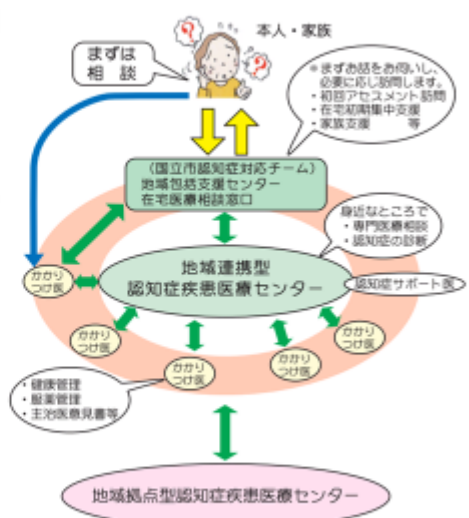 本人・家族
まずは
相談
※まずお話をお伺いし、
必要に応じ訪問します。
・初回アセスメント訪問
・在宅初期集中支援
・家族支援　等
（国立市認知症対応チーム）
地域包括支援センター
在宅医療相談窓口
身近なところで
・専門医療相談
・認知症の診断
地域連携型
認知症疾患医療センター
認知症サポート医
かかり
つけ医
かかり
つけ医
かかり
つけ医
かかり
つけ医
かかり
つけ医
・健康管理
・服薬管理
・主治医意見書等
地域拠点型認知症疾患医療センター